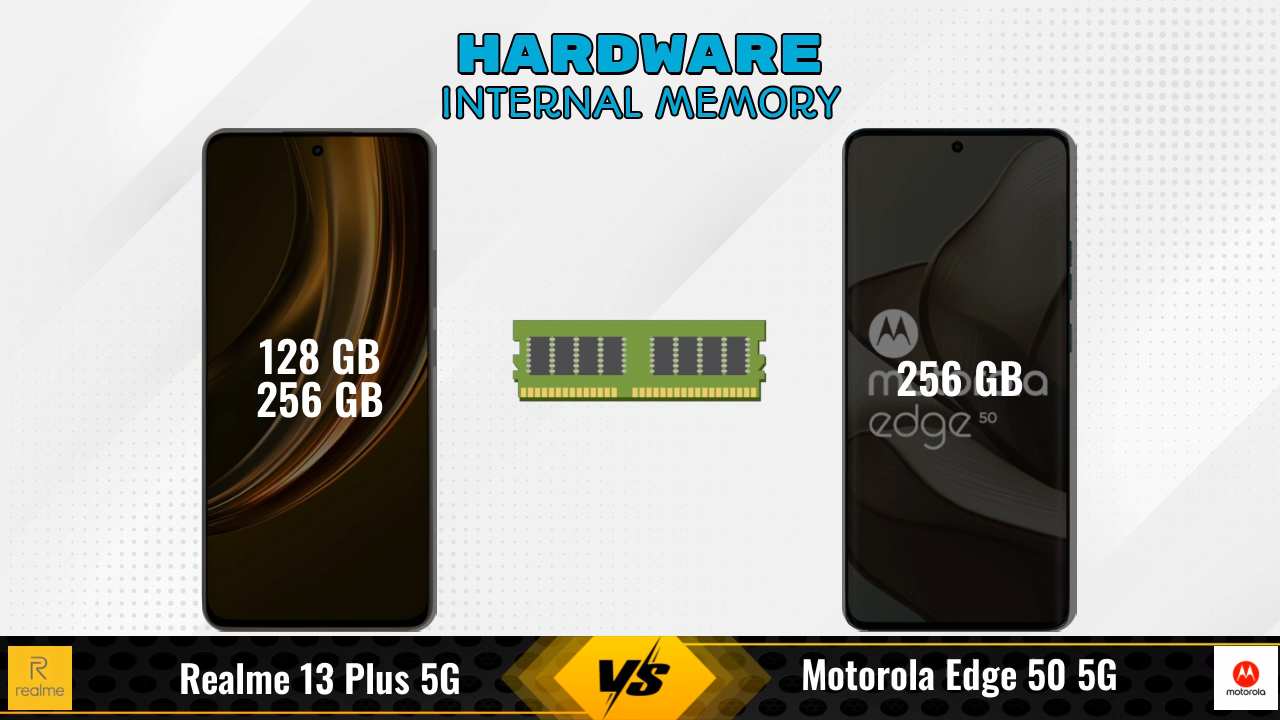 HARDWARE
INTERNAL MEMORY
128 GB
256 GB
256 GB
motorola
edge 50
realme
Realme 13 Plus 5G
VS
Motorola Edge 50 5G
motorola